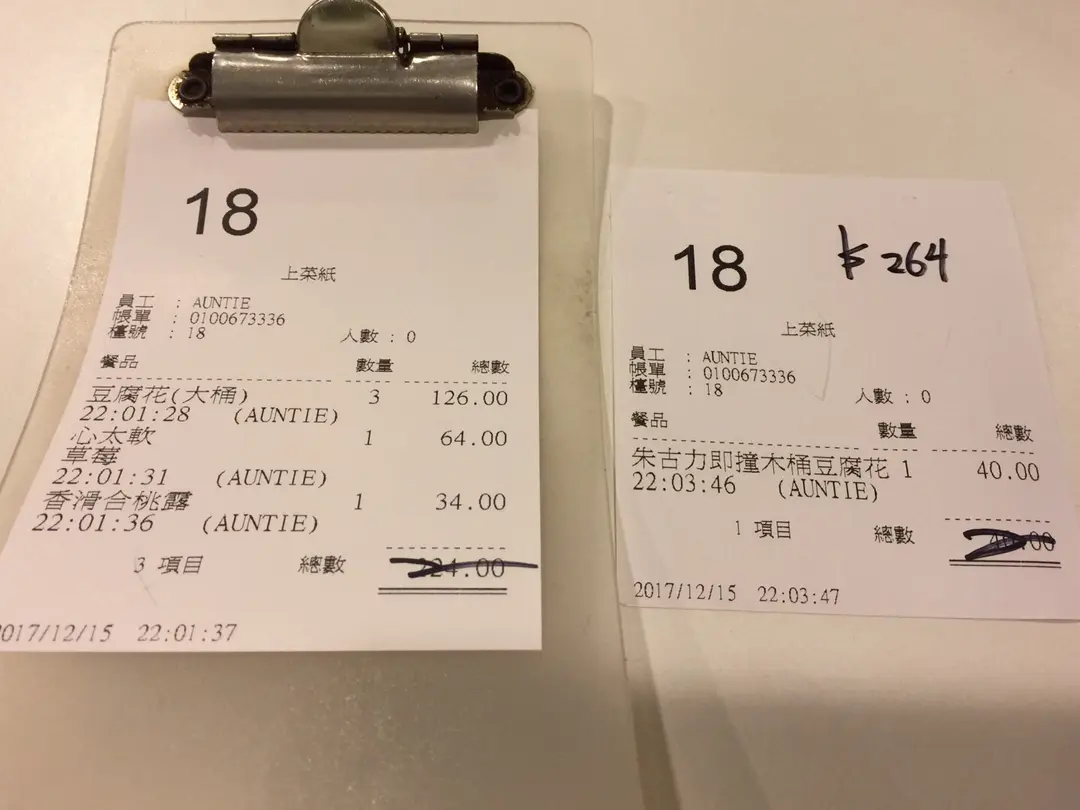 18
上菜紙
員工 : AUNTIE
帳單 : 0100673336
檯號 : 18 人數 : 0
餐品 數量 總數
豆腐花(大桶) 3 126.00
22:01:28 (AUNTIE)
心太軟 1 64.00
草莓
22:01:31 (AUNTIE)
香滑合桃露 1 34.00
22:01:36 (AUNTIE)
3 項目 總數 224.00
2017/12/15 22:01:37
18 $ 264
上菜紙
員工 : AUNTIE
帳單 : 0100673336
檯號 : 18 人數 : 0
餐品 數量 總數
朱古力即撞木桶豆腐花 1 40.00
22:03:46 (AUNTIE)
1 項目 總數 40.00
2017/12/15 22:03:47